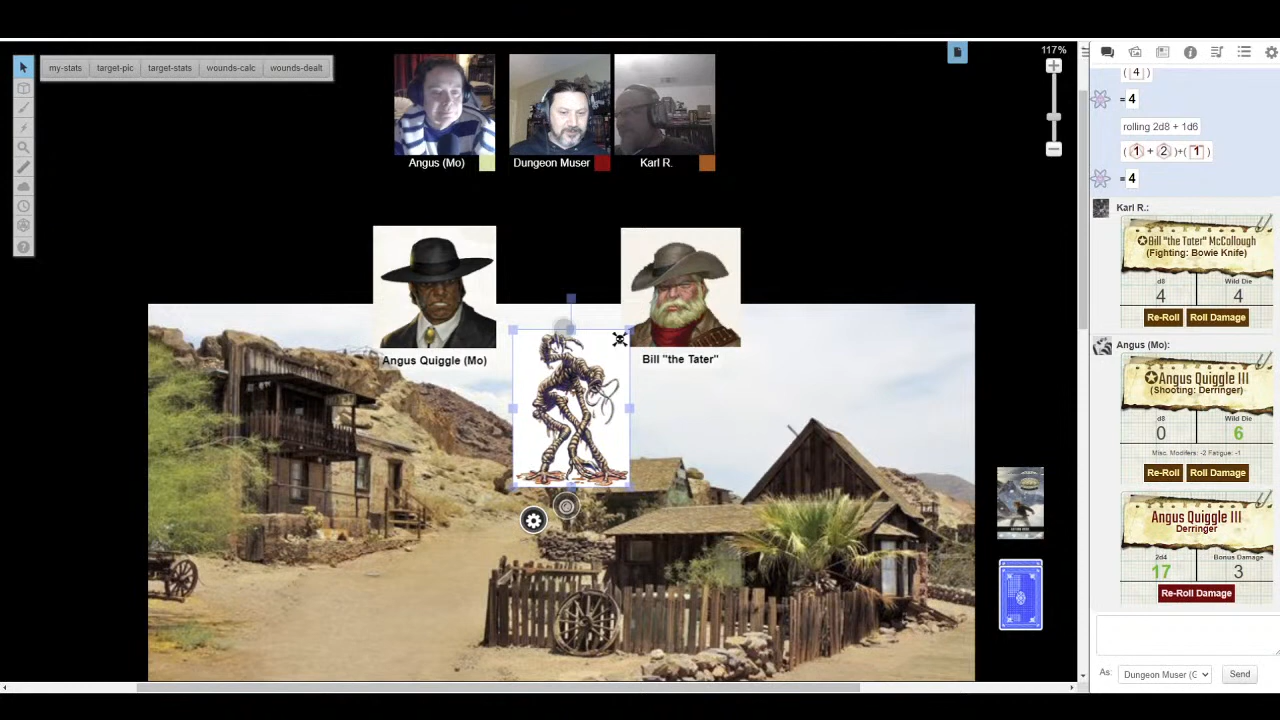 117%
my-stats target-pic target-stats wounds-calc wounds-dealt
Angus (Mo)
Dungeon Muser
Karl R.
Angus Quiggle (Mo)
Bill "the Tater"
( 4 )
= 4
rolling 2d8 + 1d6
( 1 + 2 )+( 1 )
= 4
Karl R.:
Bill "the Tater" McCollough
(Fighting: Bowie Knife)
d8 Wild Die
4 4
Re-Roll Roll Damage
Angus (Mo):
Angus Quiggle III
(Shooting: Derringer)
d8 Wild Die
0 6
Misc. Modifers: -2 Fatigue: -1
Re-Roll Roll Damage
Angus Quiggle III
Derringer
2d4 Bonus Damage
17 3
Re-Roll Damage
As: Dungeon Muser (G Send